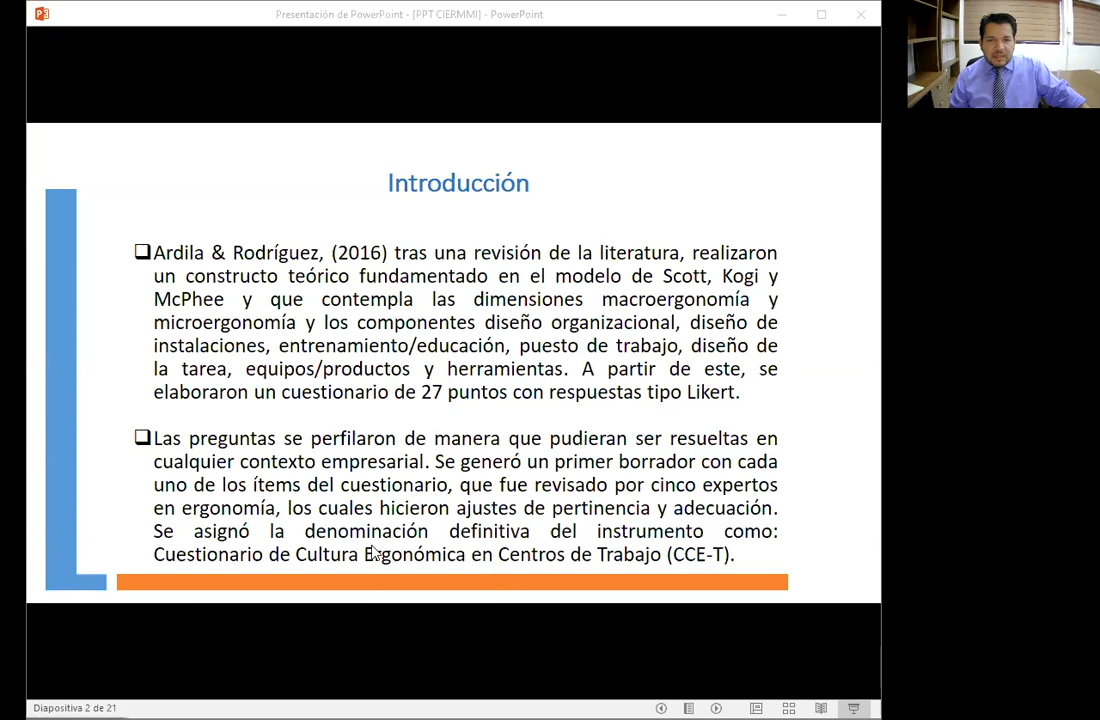 Presentación de PowerPoint - [PPT CIERMMI] - PowerPoint
Introducción
Ardila & Rodríguez, (2016) tras una revisión de la literatura, realizaron
un constructo teórico fundamentado en el modelo de Scott, Kogi y
McPhee y que contempla las dimensiones macroergonomía y
microergonomía y los componentes diseño organizacional, diseño de
instalaciones, entrenamiento/educación, puesto de trabajo, diseño de
la tarea, equipos/productos y herramientas. A partir de este, se
elaboraron un cuestionario de 27 puntos con respuestas tipo Likert.
Las preguntas se perfilaron de manera que pudieran ser resueltas en
cualquier contexto empresarial. Se generó un primer borrador con cada
uno de los ítems del cuestionario, que fue revisado por cinco expertos
en ergonomía, los cuales hicieron ajustes de pertinencia y adecuación.
Se asignó la denominación definitiva del instrumento como:
Cuestionario de Cultura Ergonómica en Centros de Trabajo (CCE-T).
Diapositiva 2 de 21